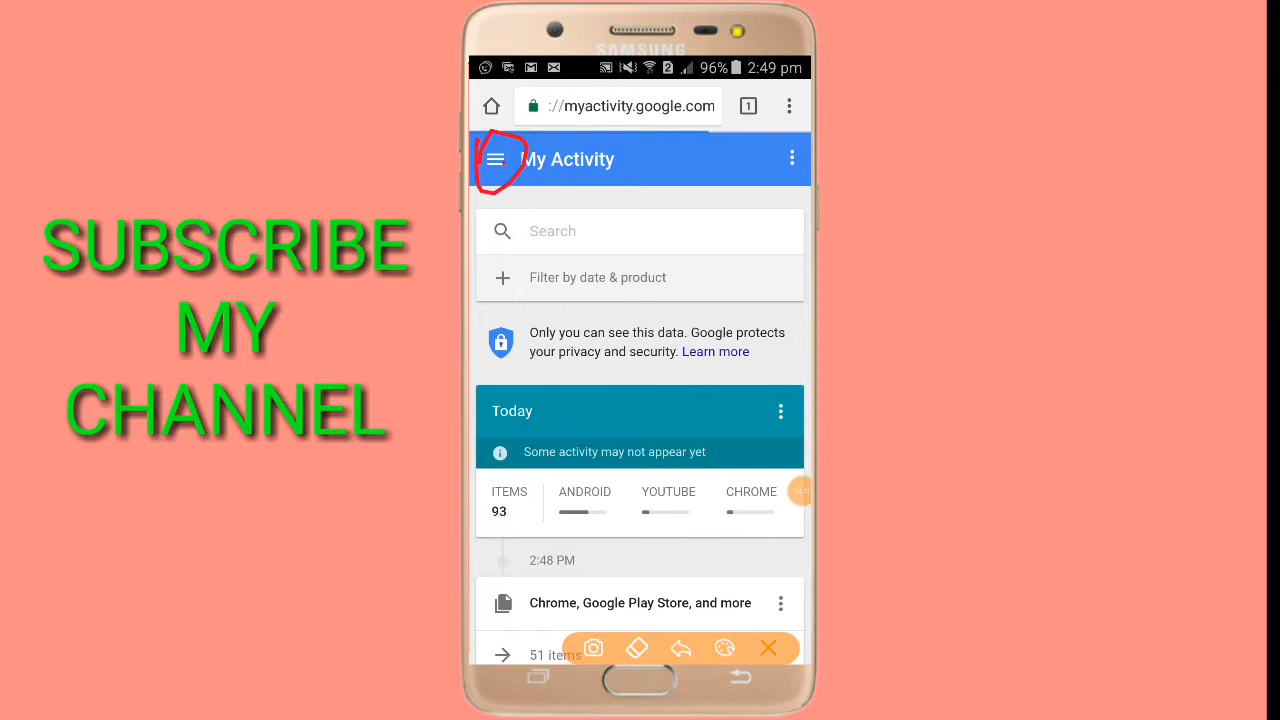 SUBSCRIBE
MY
CHANNEL
SAMSUNG
2 96% 2:49 pm
://myactivity.google.com 1
My Activity
Search
Filter by date & product
Only you can see this data. Google protects
your privacy and security. Learn more
Today
Some activity may not appear yet
ITEMS ANDROID YOUTUBE CHROME
93
2:48 PM
Chrome, Google Play Store, and more
51 items